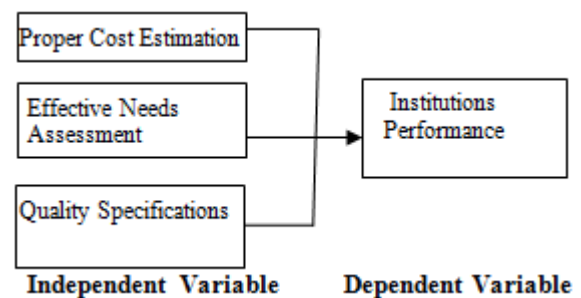 Proper Cost Estimation
Effective Needs
Assessment
Institutions
Performance
Quality Specifications
Independent Variable
Dependent Variable